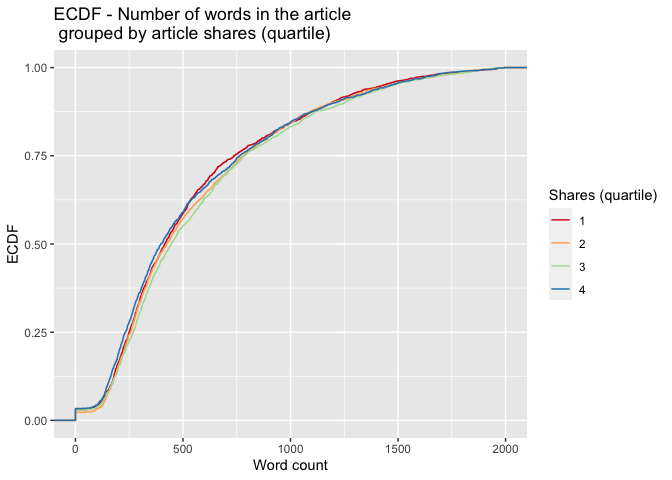 ECDF - Number of words in the article
grouped by article shares (quartile)
1.00
0.75
0.50
0.25
0.00
ECDF
0
500
1000
1500
2000
Word count
Shares (quartile)
1
2
3
4